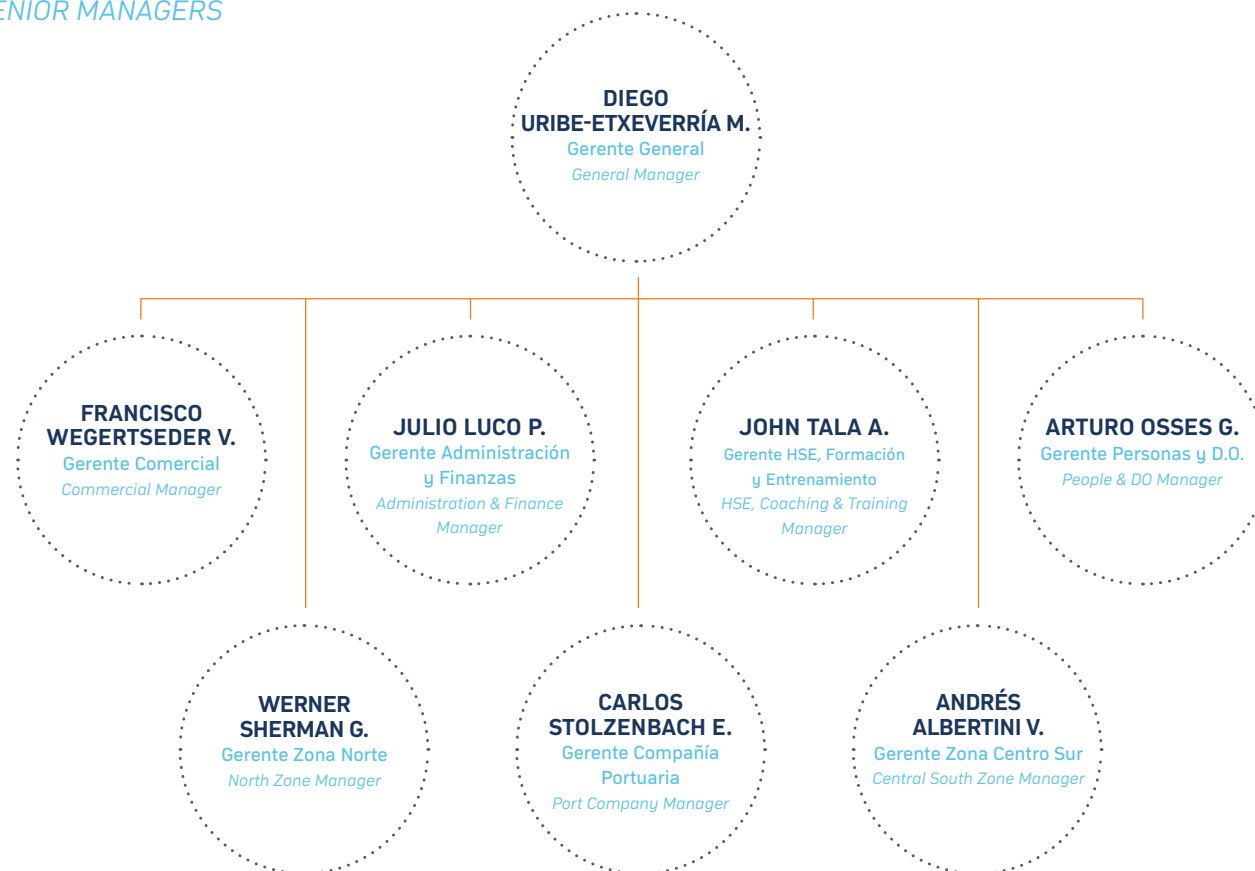 ENIOR MANAGERS
DIEGO
URIBE-ETXEVERRÍA M.
Gerente General
General Manager
FRANCISCO
WEGERTSEDER V.
Gerente Comercial
Commercial Manager
JULIO LUCO P.
Gerente Administración
y Finanzas
Administration & Finance
Manager
JOHN TALA A.
Gerente HSE, Formación
y Entrenamiento
HSE, Coaching & Training
Manager
ARTURO OSSES G.
Gerente Personas y D.O.
People & DO Manager
WERNER
SHERMAN G.
Gerente Zona Norte
North Zone Manager
CARLOS
STOLZENBACH E.
Gerente Compañía
Portuaria
Port Company Manager
ANDRÉS
ALBERTINI V.
Gerente Zona Centro Sur
Central South Zone Manager